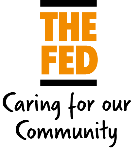 THE
FED
Caring for our
Community